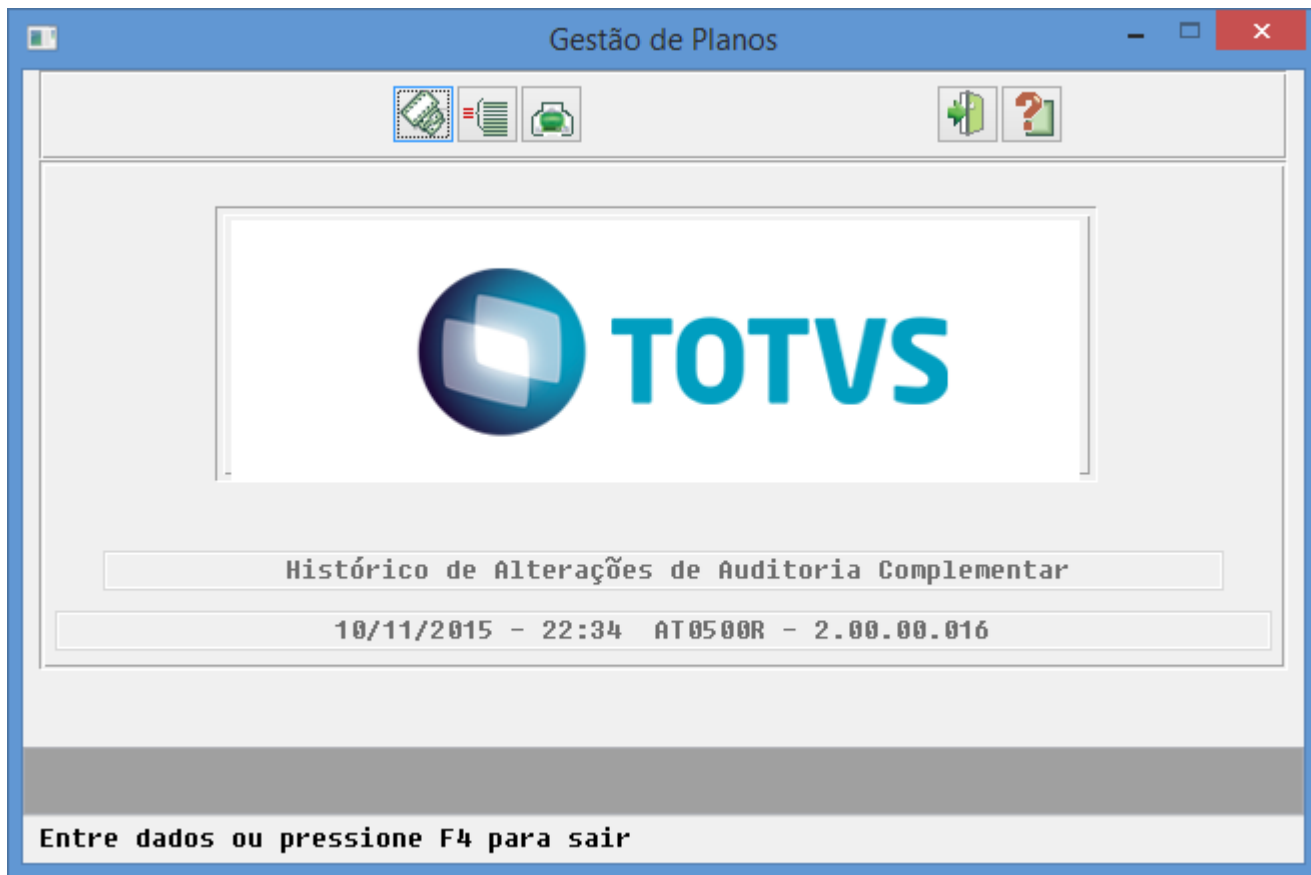 Gestão de Planos
TOTVS
Histórico de Alterações de Auditoria Complementar
10/11/2015 - 22:34 AT0500R - 2.00.00.016
Entre dados ou pressione F4 para sair